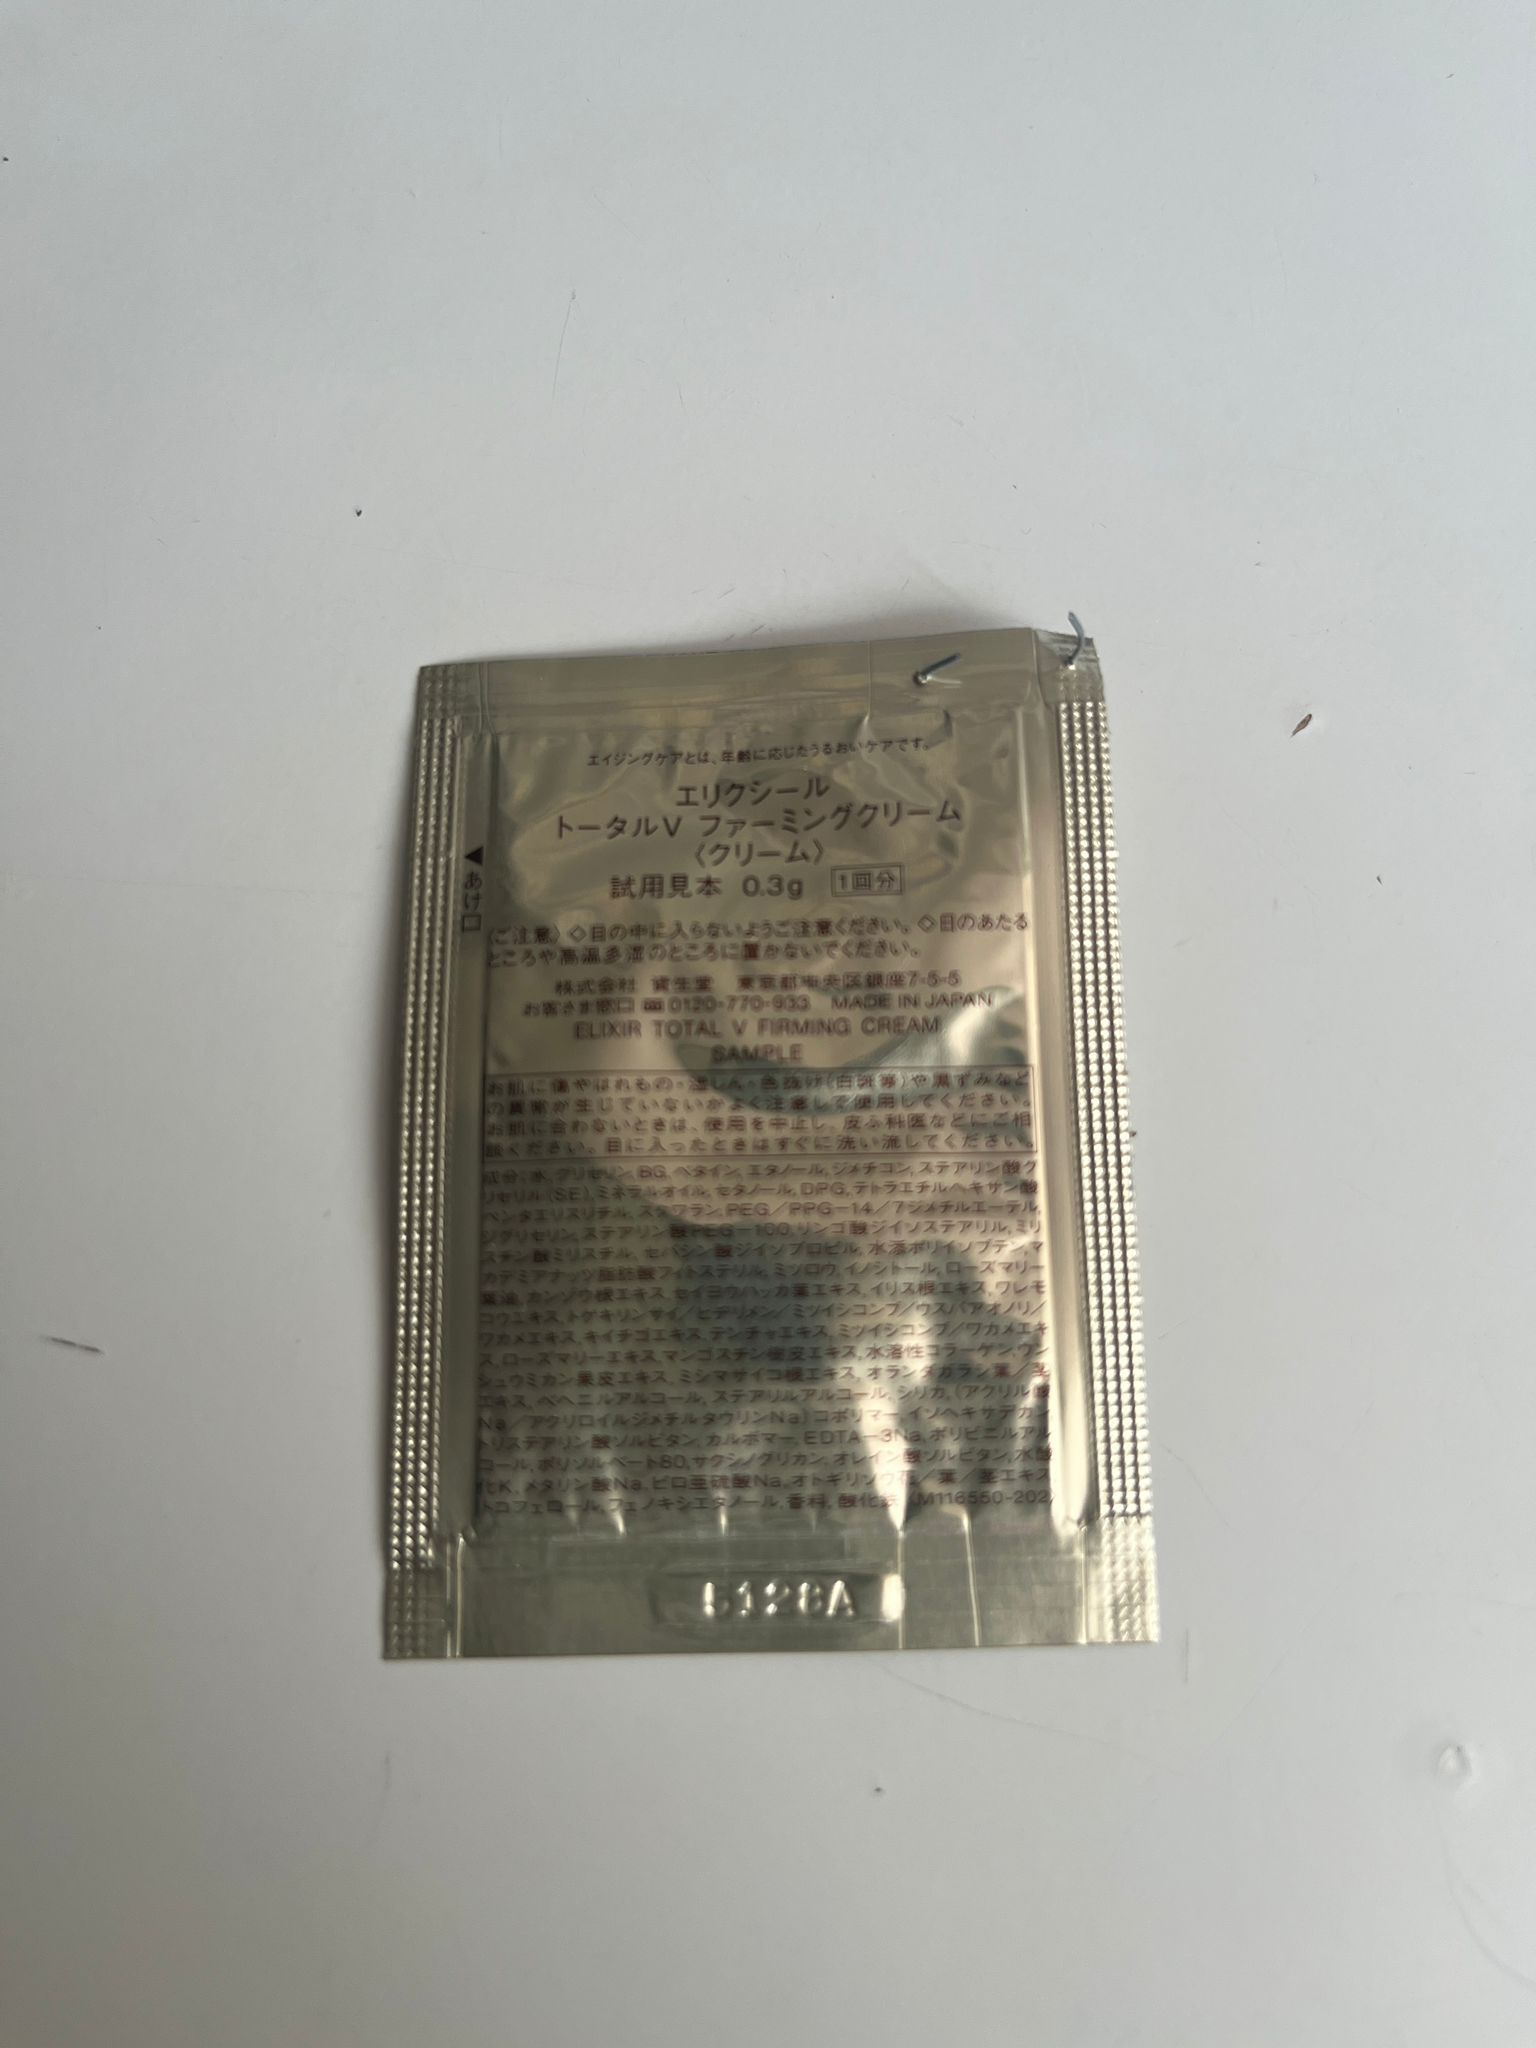 エイジングケアとは、年齢に応じたうるおいケアです。
エリクシール
トータルV ファーミングクリーム
〈クリーム〉
試用見本 0.3g 1回分
◀あけ口
〈ご注意〉◇目の中に入らないようご注意ください。◇日のあたる
ところや高温多湿のところに置かないでください。
株式会社 資生堂 東京都中央区銀座7-5-5
お客さま窓口 0120-770-933 MADE IN JAPAN
ELIXIR TOTAL V FIRMING CREAM
SAMPLE
お肌に傷やはれもの・湿しん・色抜け(白斑等)や黒ずみなど
の異常が生じていないかよく注意して使用してください。
お肌に合わないときは、使用を中止し、皮ふ科医などにご相
談ください。目に入ったときはすぐに洗い流してください。
成分:水,グリセリン,BG,ベタイン,エタノール,ジメチコン,ステアリン酸グ
リセリル(SE),ミネラルオイル,セタノール,DPG,テトラエチルヘキサン酸
ペンタエリスリチル,スクワラン,PEG/PPG-14/7ジメチルエーテル,
ジグリセリン,ステアリン酸PEG-100,リンゴ酸ジイソステアリル,ミリ
スチン酸ミリスチル,セバシン酸ジイソプロピル,水添ポリイソブテン,マ
カデミアナッツ脂肪酸フィトステリル,ミツロウ,イノシトール,ローズマリー
葉油,カンゾウ根エキス,セイヨウハッカ葉エキス,イリス根エキス,ワレモ
コウエキス,トゲキリンサイ/ヒヂリメン/ミツイシコンブ/ウスバアオノリ/
ワカメエキス,キイチゴエキス,テンチャエキス,ミツイシコンブ/ワカメエキ
ス,ローズマリーエキス,マンゴスチン樹皮エキス,水溶性コラーゲン,ウン
シュウミカン果皮エキス,ミシマサイコ根エキス,オランダガラシ葉/茎
エキス,ベヘニルアルコール,ステアリルアルコール,シリカ,(アクリル酸
Na/アクリロイルジメチルタウリンNa)コポリマー,イソヘキサデカン,
トリステアリン酸ソルビタン,カルボマー,EDTA-3Na,ポリビニルアル
コール,ポリソルベート80,サクシノグリカン,オレイン酸ソルビタン,水酸
化K,メタリン酸Na,ピロ亜硫酸Na,オトギリソウ花/葉/茎エキス,
トコフェロール,フェノキシエタノール,香料,酸化鉄 〈M116550-202〉
5128A